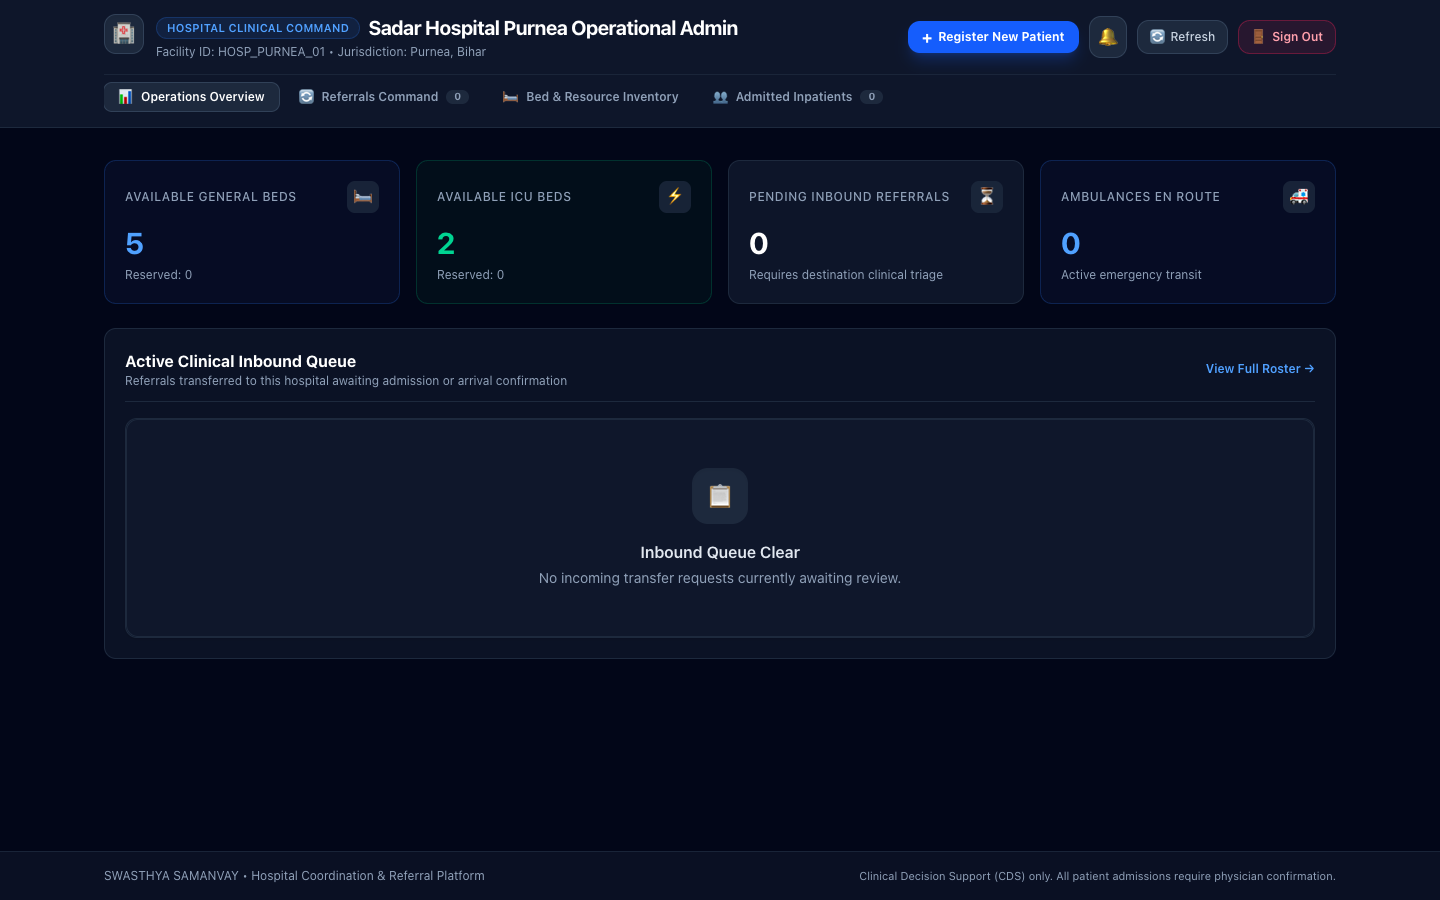 HOSPITAL CLINICAL COMMAND
Sadar Hospital Purnea Operational Admin
Facility ID: HOSP_PURNEA_01 • Jurisdiction: Purnea, Bihar
+ Register New Patient
Refresh
Sign Out
Operations Overview
Referrals Command 0
Bed & Resource Inventory
Admitted Inpatients 0
AVAILABLE GENERAL BEDS
5
Reserved: 0
AVAILABLE ICU BEDS
2
Reserved: 0
PENDING INBOUND REFERRALS
0
Requires destination clinical triage
AMBULANCES EN ROUTE
0
Active emergency transit
Active Clinical Inbound Queue
Referrals transferred to this hospital awaiting admission or arrival confirmation
View Full Roster →
Inbound Queue Clear
No incoming transfer requests currently awaiting review.
SWASTHYA SAMANVAY • Hospital Coordination & Referral Platform
Clinical Decision Support (CDS) only. All patient admissions require physician confirmation.